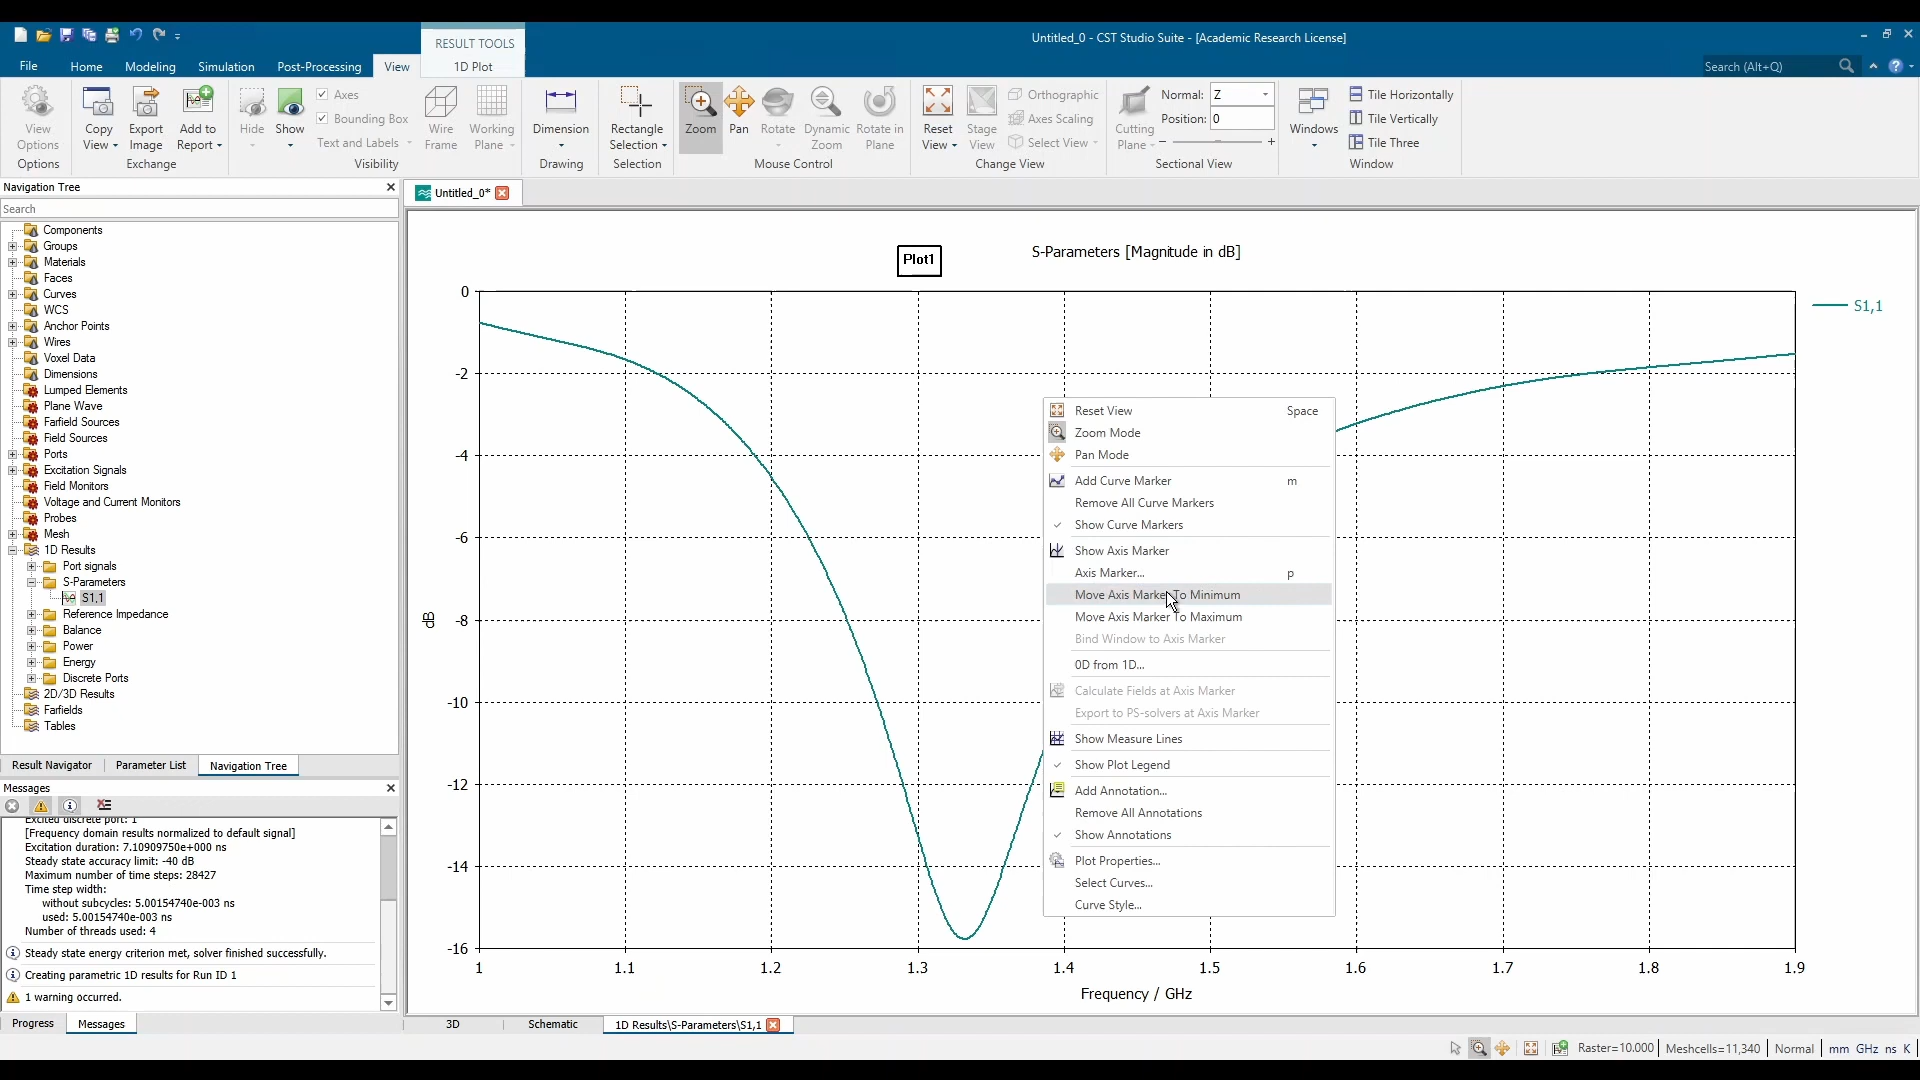 RESULT TOOLS
Untitled_0 - CST Studio Suite - [Academic Research License]
File Home Modeling Simulation Post-Processing View 1D Plot Search (Alt+Q)
View Options
Copy View
Export Image
Add to Report
Hide
Show
Axes
Bounding Box
Text and Labels
Wire Frame
Working Plane
Dimension
Rectangle Selection
Zoom
Pan
Rotate
Dynamic Zoom
Rotate in Plane
Reset View
Stage View
Orthographic
Axes Scaling
Select View
Cutting Plane
Normal: Z
Position: 0
Windows
Tile Horizontally
Tile Vertically
Tile Three
Options Exchange Visibility Drawing Selection Mouse Control Change View Sectional View Window
Navigation Tree
Search
Components
Groups
Materials
Faces
Curves
WCS
Anchor Points
Wires
Voxel Data
Dimensions
Lumped Elements
Plane Wave
Farfield Sources
Field Sources
Ports
Excitation Signals
Field Monitors
Voltage and Current Monitors
Probes
Mesh
1D Results
Port signals
S-Parameters
S1,1
Reference Impedance
Balance
Power
Energy
Discrete Ports
2D/3D Results
Farfields
Tables
Result Navigator Parameter List Navigation Tree
Messages
Excited discrete port: 1
[Frequency domain results normalized to default signal]
Excitation duration: 7.10909750e+000 ns
Steady state accuracy limit: -40 dB
Maximum number of time steps: 28427
Time step width:
without subcycles: 5.00154740e-003 ns
used: 5.00154740e-003 ns
Number of threads used: 4
Steady state energy criterion met, solver finished successfully.
Creating parametric 1D results for Run ID 1
1 warning occurred.
Progress Messages
Untitled_0*
Plot1
S-Parameters [Magnitude in dB]
S1,1
0
-2
-4
-6
-8
-10
-12
-14
-16
dB
1 1.1 1.2 1.3 1.4 1.5 1.6 1.7 1.8 1.9
Frequency / GHz
Reset View Space
Zoom Mode
Pan Mode
Add Curve Marker m
Remove All Curve Markers
Show Curve Markers
Show Axis Marker
Axis Marker... p
Move Axis Marker To Minimum
Move Axis Marker To Maximum
Bind Window to Axis Marker
0D from 1D...
Calculate Fields at Axis Marker
Export to PS-solvers at Axis Marker
Show Measure Lines
Show Plot Legend
Add Annotation...
Remove All Annotations
Show Annotations
Plot Properties...
Select Curves...
Curve Style...
3D Schematic 1D Results\S-Parameters\S1,1
Raster=10.000 Meshcells=11,340 Normal mm GHz ns K